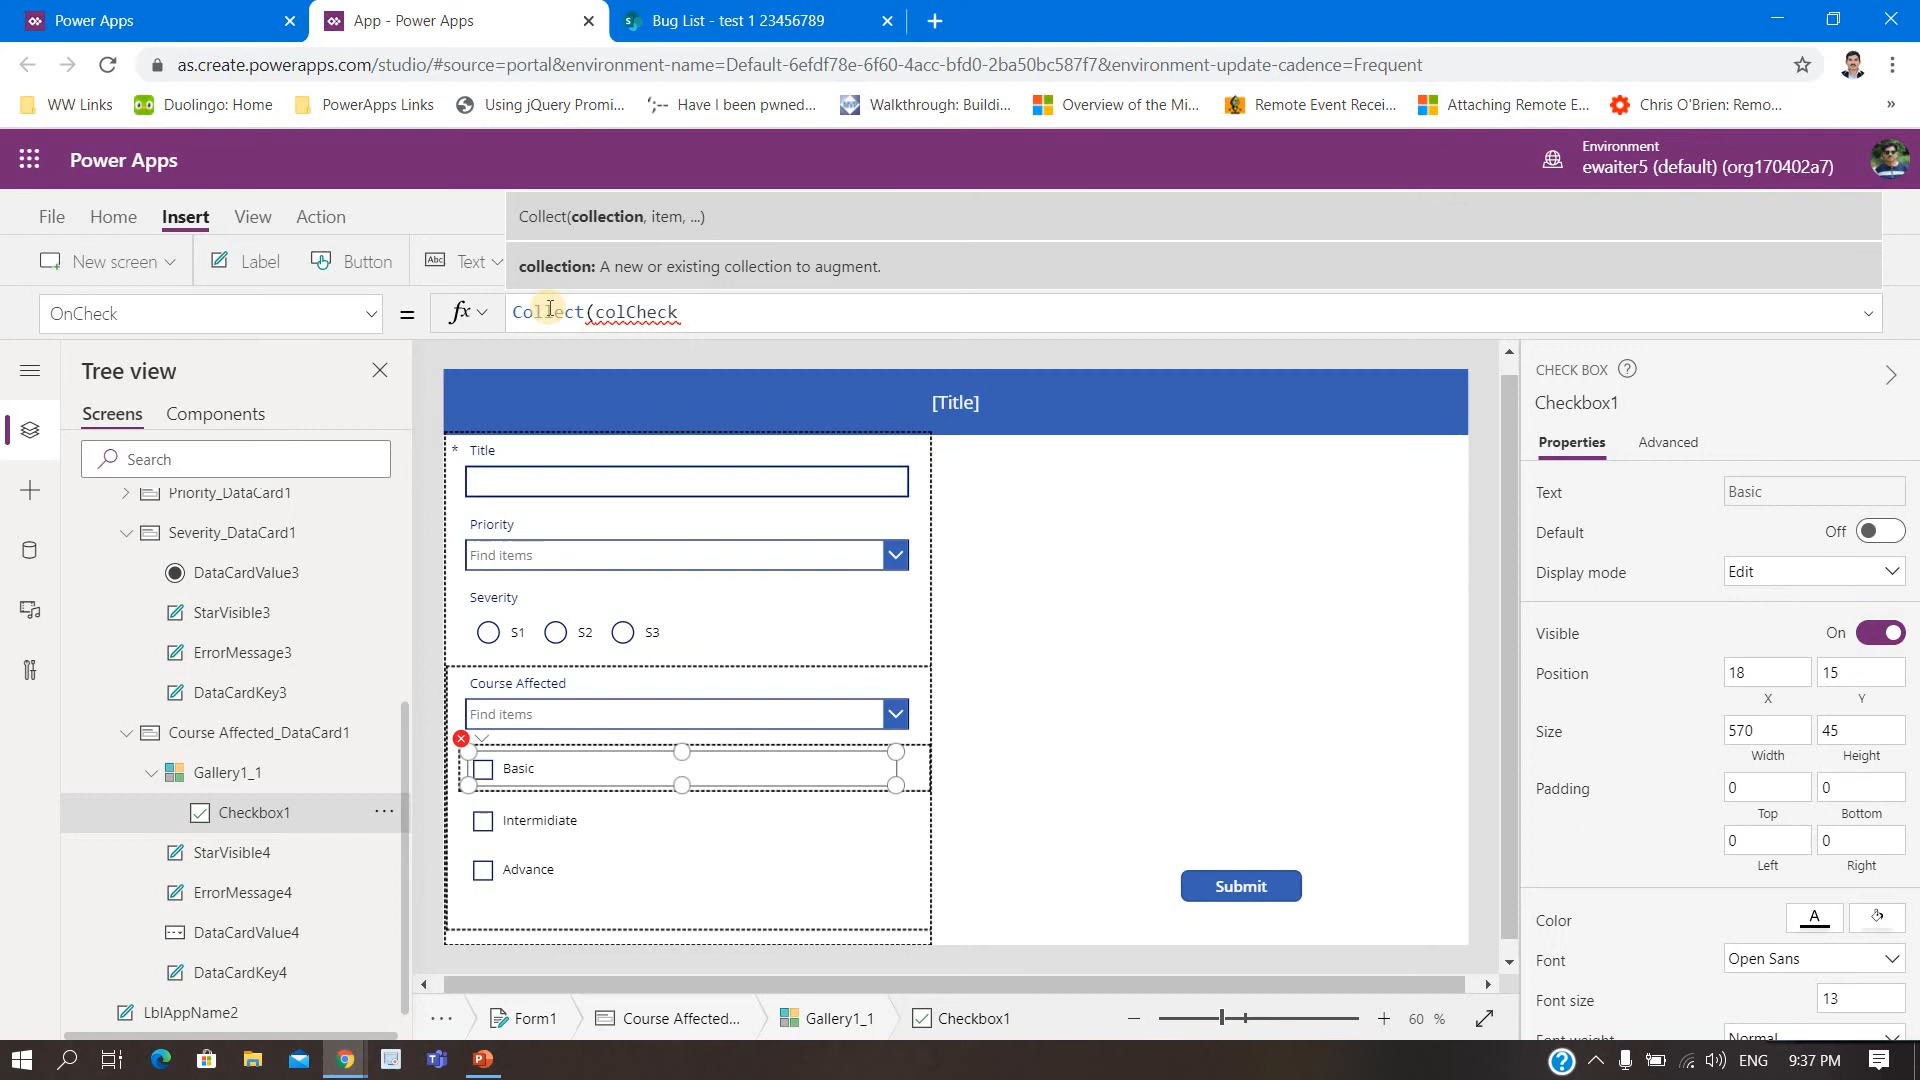 Power Apps
App - Power Apps
Bug List - test 1 23456789
as.create.powerapps.com/studio/#source=portal&environment-name=Default-6efdf78e-6f60-4acc-bfd0-2ba50bc587f7&environment-update-cadence=Frequent
WW Links
Duolingo: Home
PowerApps Links
Using jQuery Promi...
Have I been pwned...
Walkthrough: Buildi...
Overview of the Mi...
Remote Event Recei...
Attaching Remote E...
Chris O'Brien: Remo...
»
Power Apps
Environment
ewaiter5 (default) (org170402a7)
File
Home
Insert
View
Action
Collect(collection, item, ...)
New screen
Label
Button
Abc
Text
collection: A new or existing collection to augment.
OnCheck
=
fx
Collect(colCheck
Tree view
Screens
Components
Search
Priority_DataCard1
Severity_DataCard1
DataCardValue3
StarVisible3
ErrorMessage3
DataCardKey3
Course Affected_DataCard1
Gallery1_1
Checkbox1
...
StarVisible4
ErrorMessage4
DataCardValue4
DataCardKey4
LblAppName2
[Title]
* Title
Priority
Find items
Severity
S1
S2
S3
Course Affected
Find items
Basic
Intermidiate
Advance
Submit
...
Form1
Course Affected...
Gallery1_1
Checkbox1
60 %
CHECK BOX
?
Checkbox1
Properties
Advanced
Text
Basic
Default
Off
Display mode
Edit
Visible
On
Position
18
15
X
Y
Size
570
45
Width
Height
Padding
0
0
Top
Bottom
0
0
Left
Right
Color
A
Font
Open Sans
Font size
13
Font weight
Normal
ENG
9:37 PM